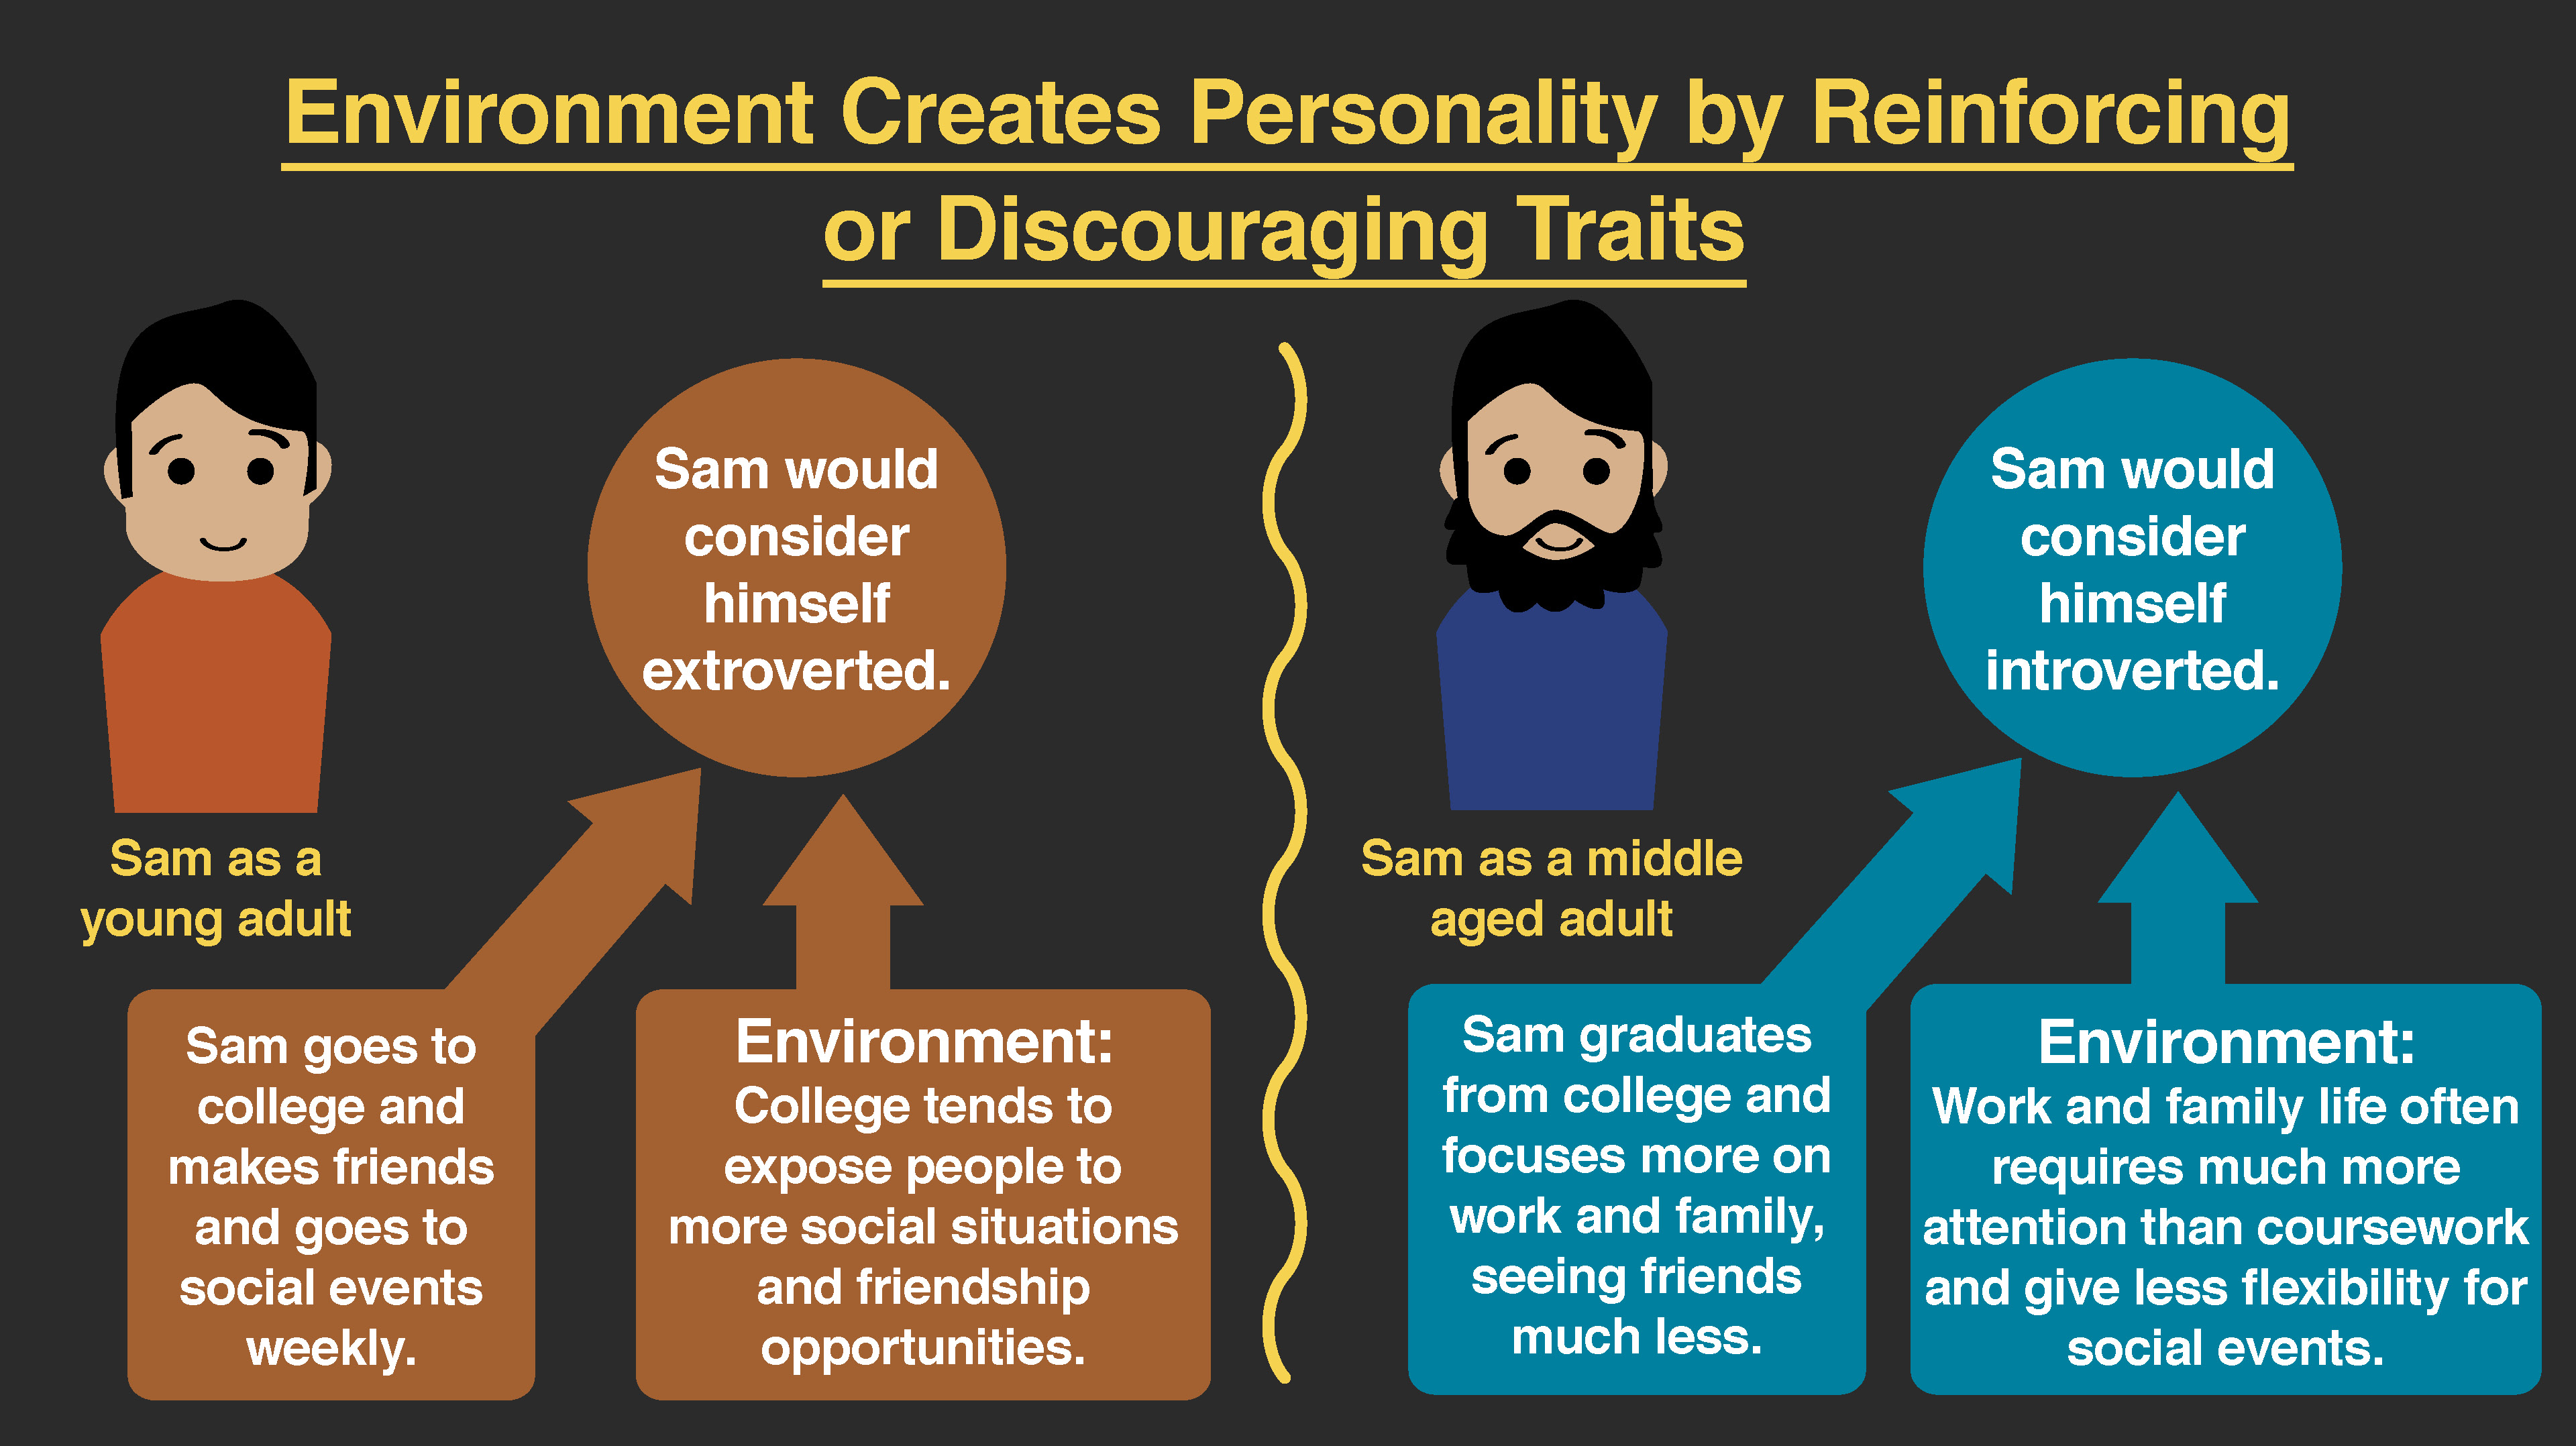 Environment Creates Personality by Reinforcing
or Discouraging Traits
Sam as a
young adult
Sam would
consider
himself
extroverted.
Sam goes to
college and
makes friends
and goes to
social events
weekly.
Environment:
College tends to
expose people to
more social situations
and friendship
opportunities.
Sam as a middle
aged adult
Sam would
consider
himself
introverted.
Sam graduates
from college and
focuses more on
work and family,
seeing friends
much less.
Environment:
Work and family life often
requires much more
attention than coursework
and give less flexibility for
social events.